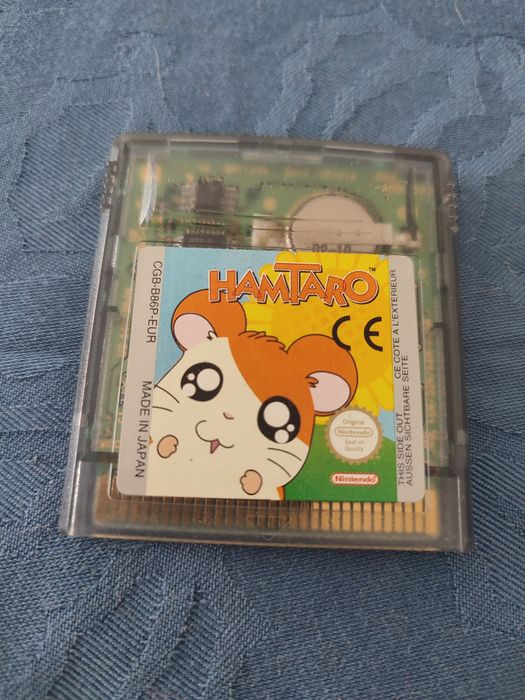 HAMTARO™
CE
CGB-B86P-EUR
MADE IN JAPAN
Original
Nintendo
Seal of
Quality
Nintendo
THIS SIDE OUT
CE COTE A L'EXTERIEUR
AUSSEN SICHTBARE SEITE